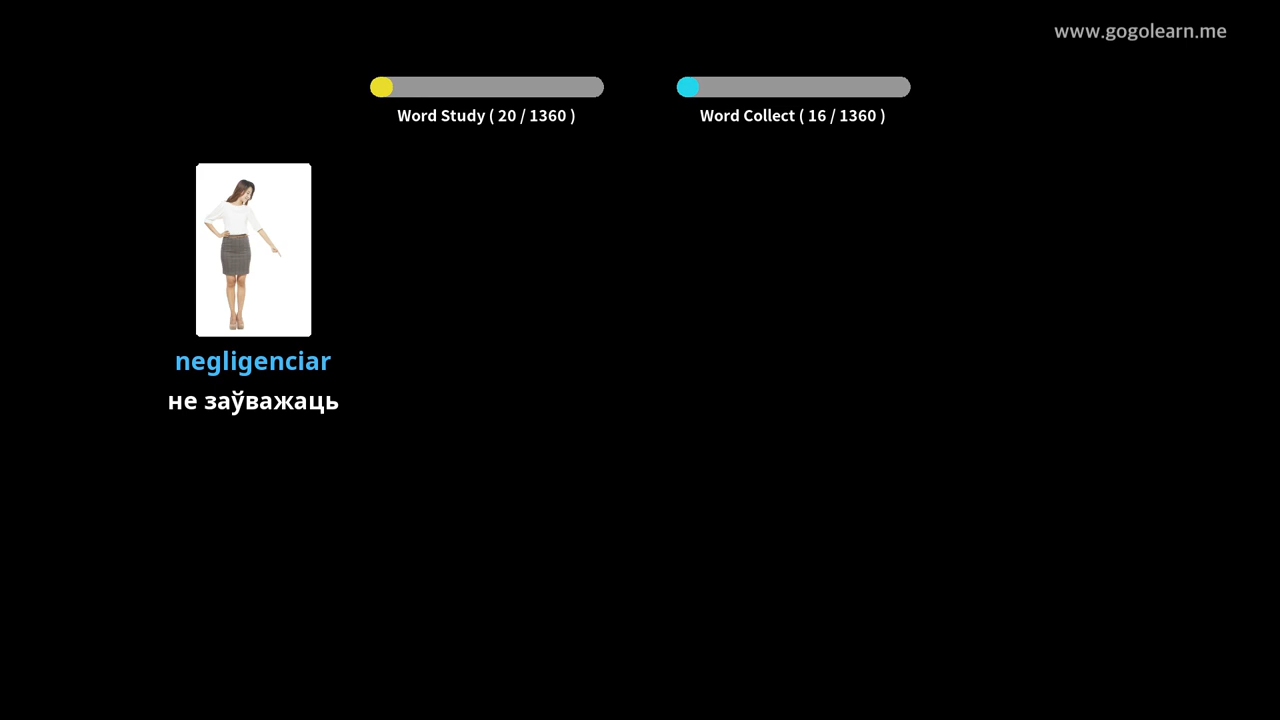 www.gogolearn.me
Word Study ( 20 / 1360 )
Word Collect ( 16 / 1360 )
negligenciar
не заўважаць